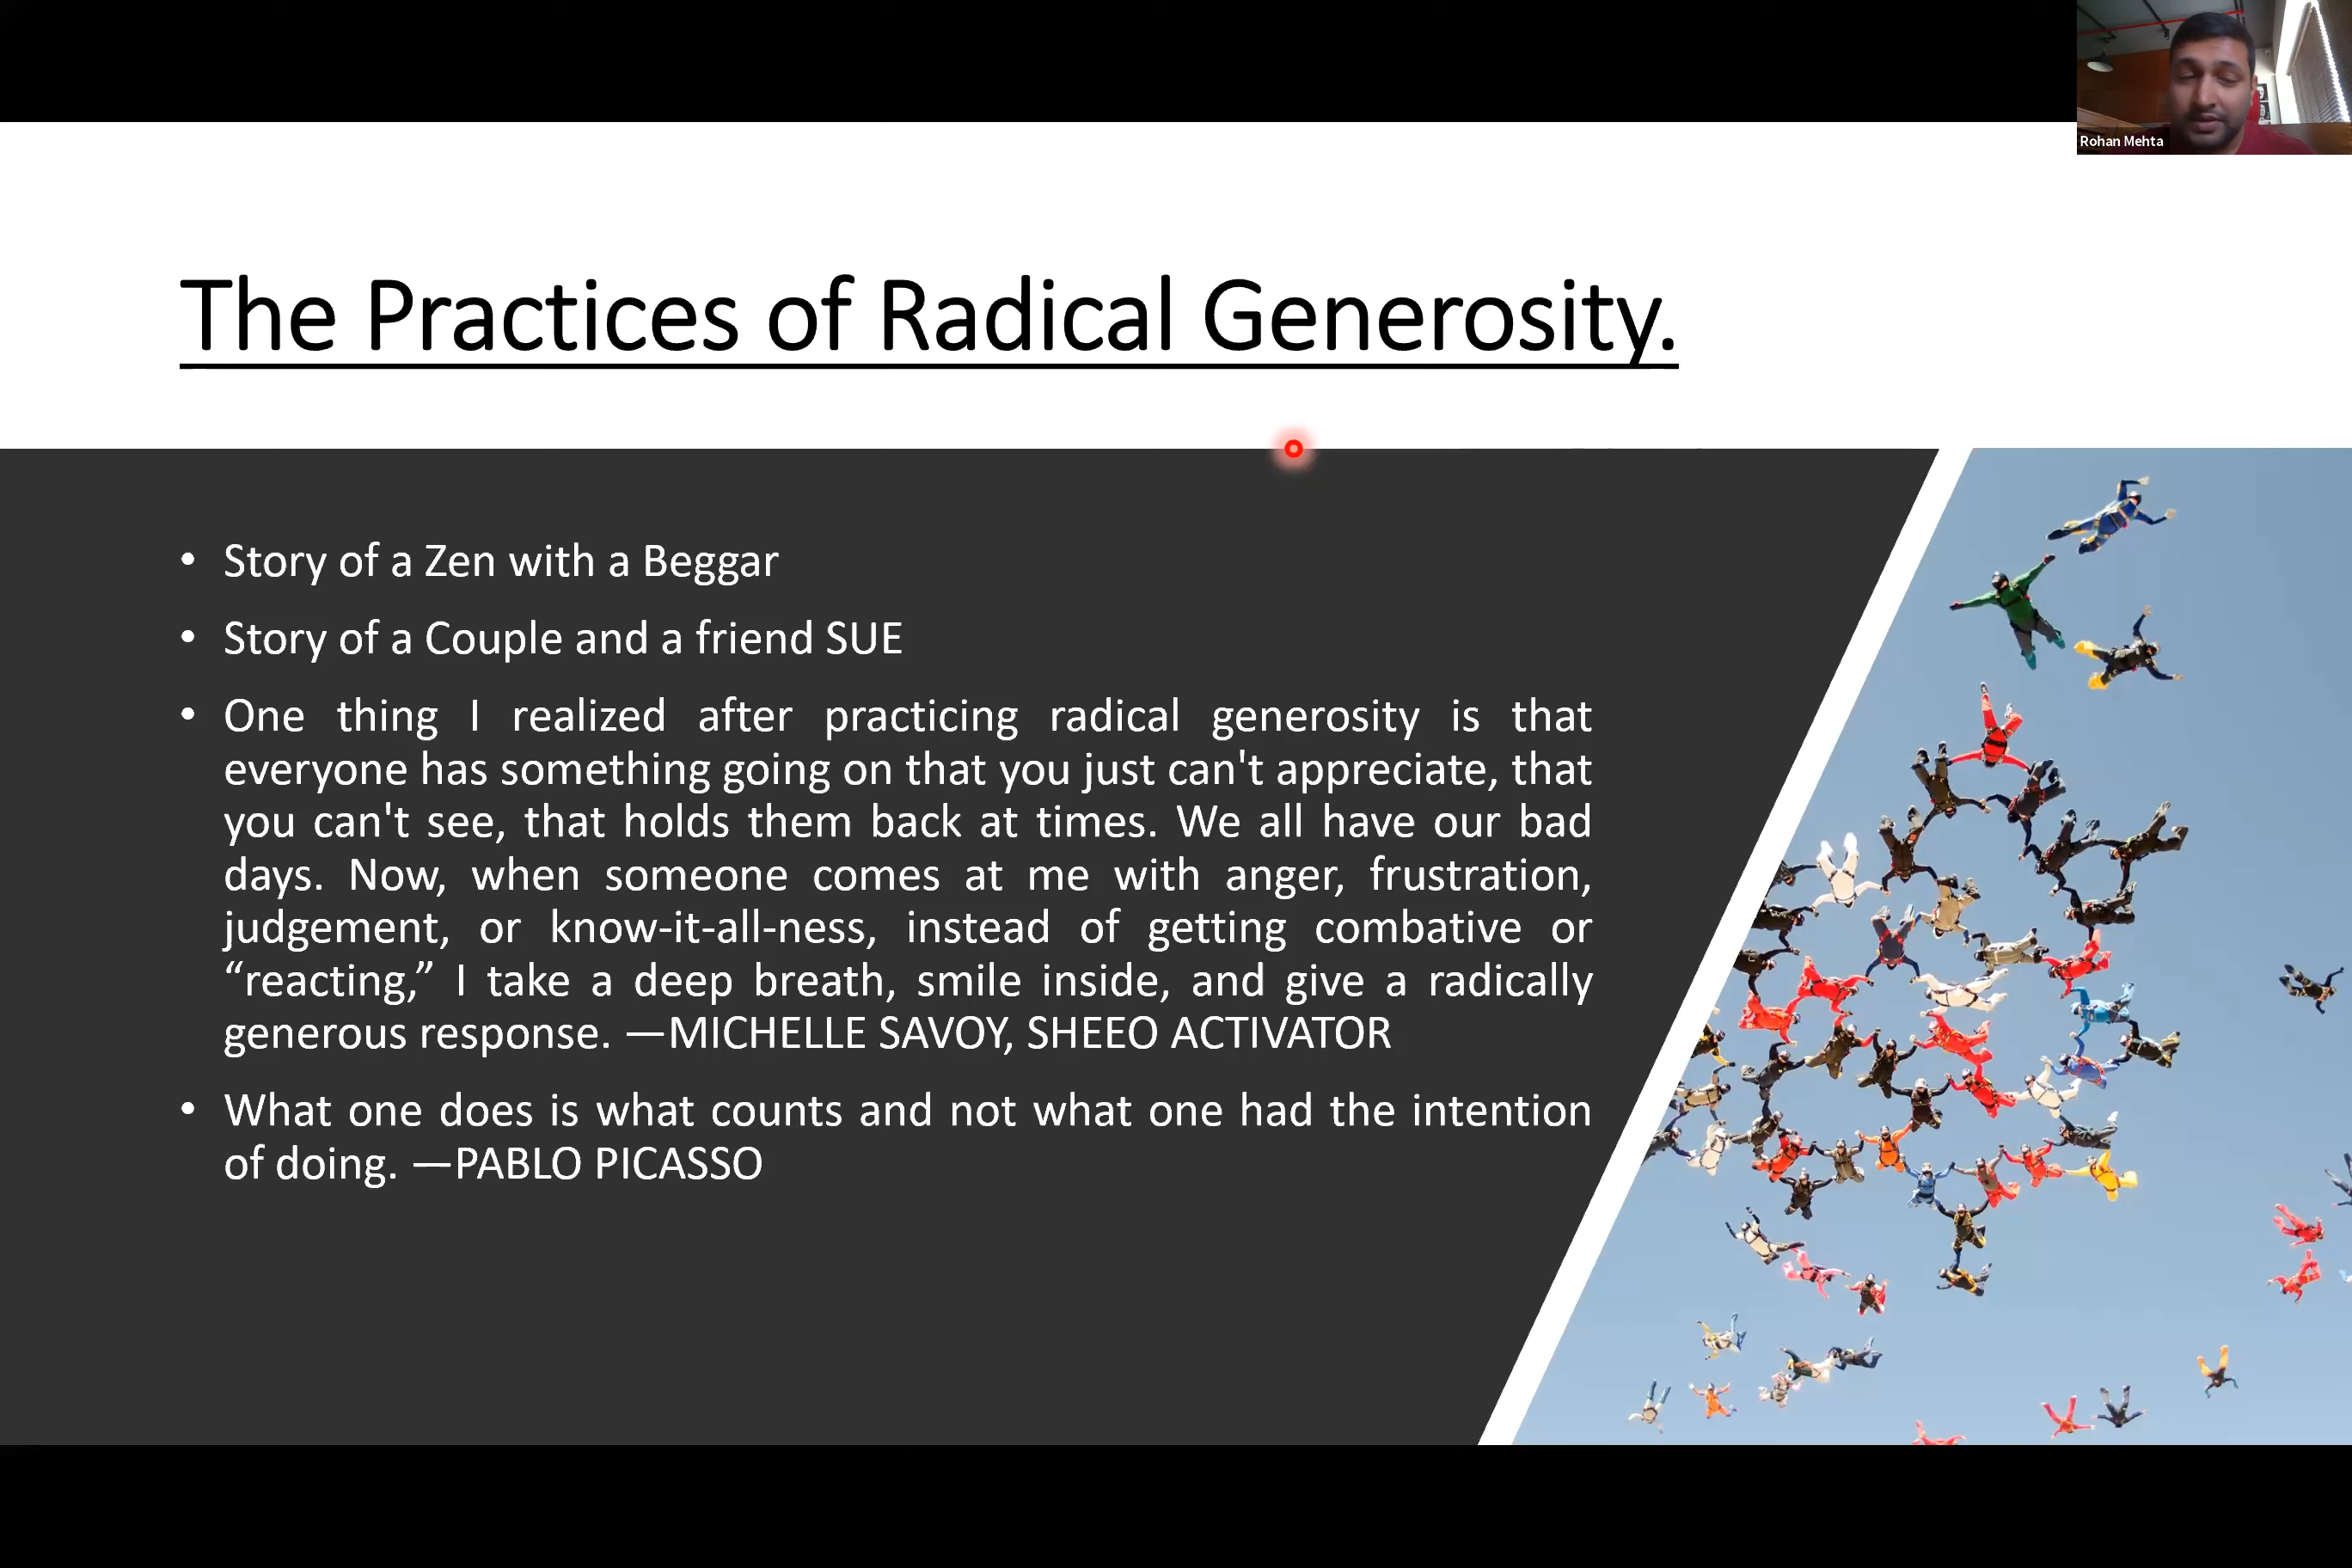 Rohan Mehta
The Practices of Radical Generosity.
• Story of a Zen with a Beggar
• Story of a Couple and a friend SUE
• One thing I realized after practicing radical generosity is that
everyone has something going on that you just can't appreciate, that
you can't see, that holds them back at times. We all have our bad
days. Now, when someone comes at me with anger, frustration,
judgement, or know-it-all-ness, instead of getting combative or
“reacting,” I take a deep breath, smile inside, and give a radically
generous response. —MICHELLE SAVOY, SHEEO ACTIVATOR
• What one does is what counts and not what one had the intention
of doing. —PABLO PICASSO